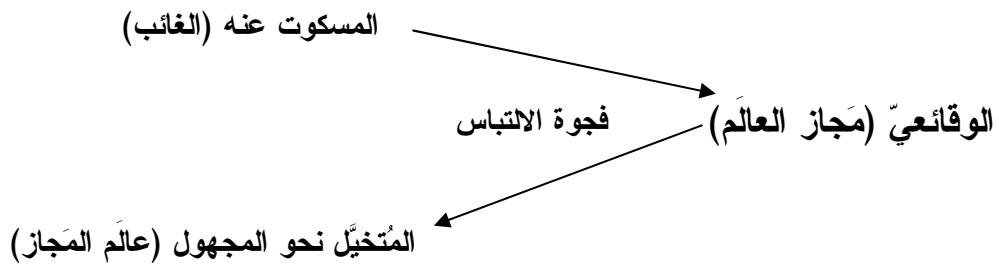 المسكوت عنه (الغائب)
الوقائعيّ (مَجاز العالَم)
فجوة الالتباس
المُتخيَّل نحو المجهول (عالَم المَجاز)